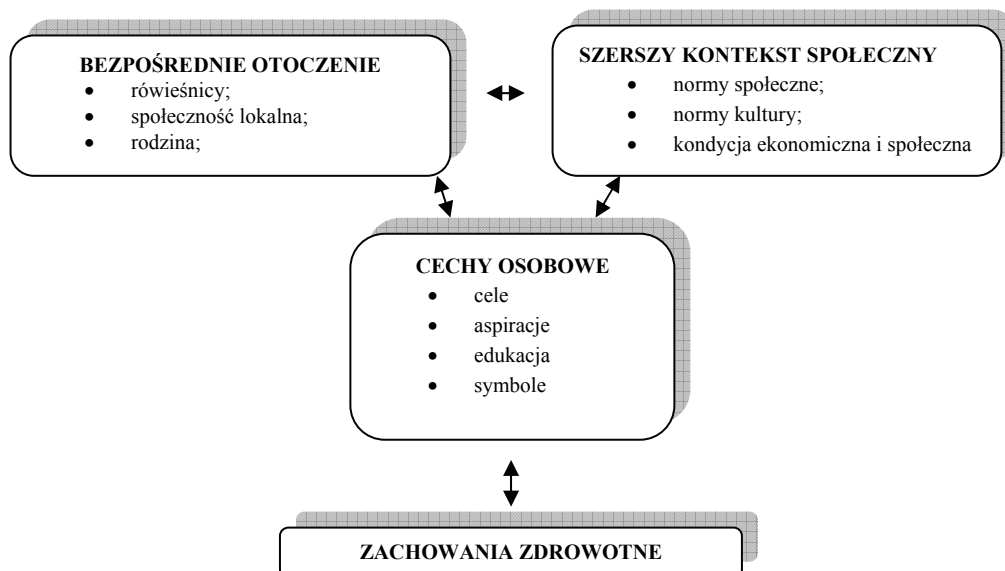 BEZPOŚREDNIE OTOCZENIE
• rówieśnicy;
• społeczność lokalna;
• rodzina;
SZERSZY KONTEKST SPOŁECZNY
• normy społeczne;
• normy kultury;
• kondycja ekonomiczna i społeczna
CECHY OSOBOWE
• cele
• aspiracje
• edukacja
• symbole
ZACHOWANIA ZDROWOTNE